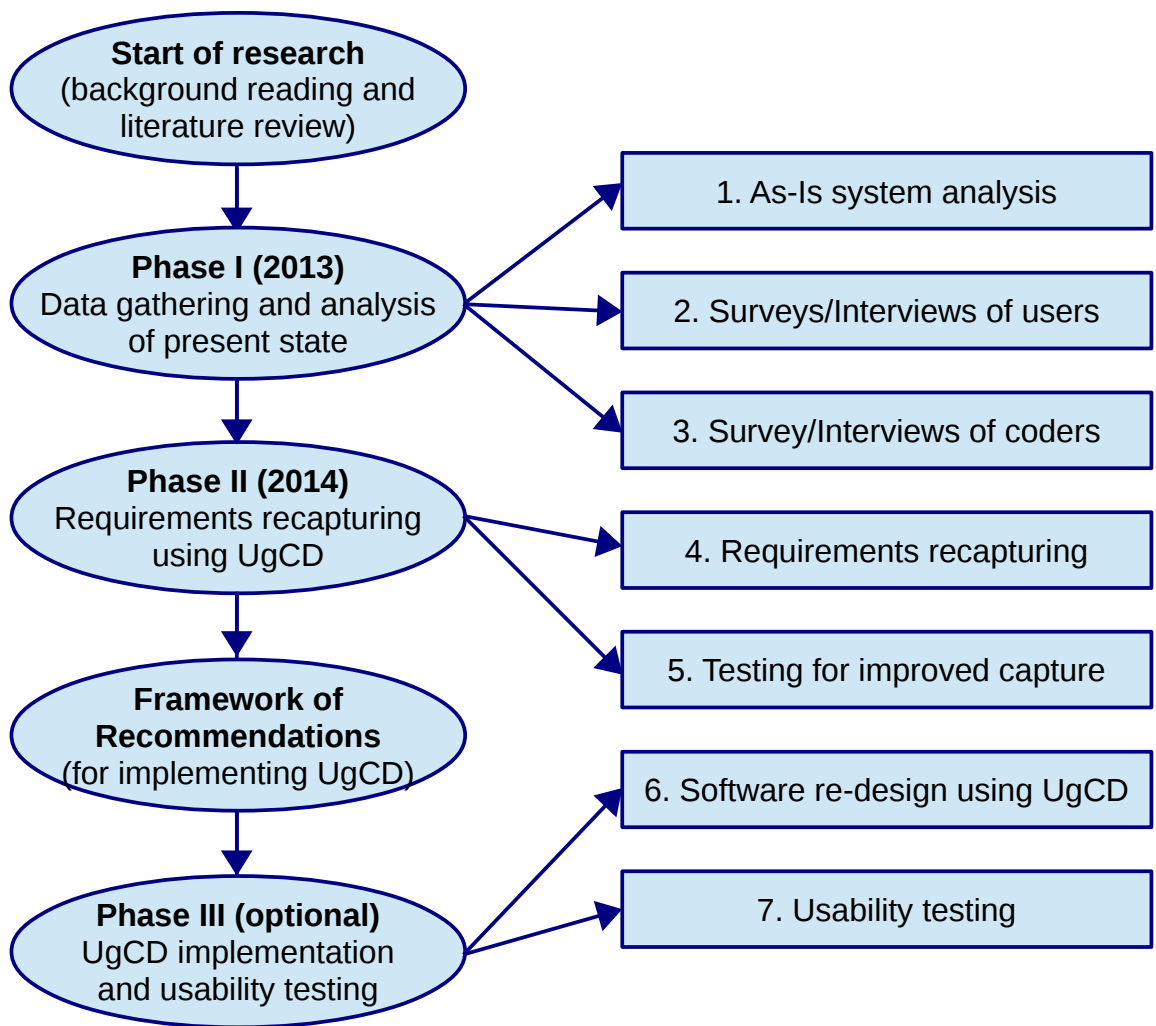 Start of research
(background reading and
literature review)
Phase I (2013)
Data gathering and analysis
of present state
Phase II (2014)
Requirements recapturing
using UgCD
Framework of
Recommendations
(for implementing UgCD)
Phase III (optional)
UgCD implementation
and usability testing
1. As-Is system analysis
2. Surveys/Interviews of users
3. Survey/Interviews of coders
4. Requirements recapturing
5. Testing for improved capture
6. Software re-design using UgCD
7. Usability testing